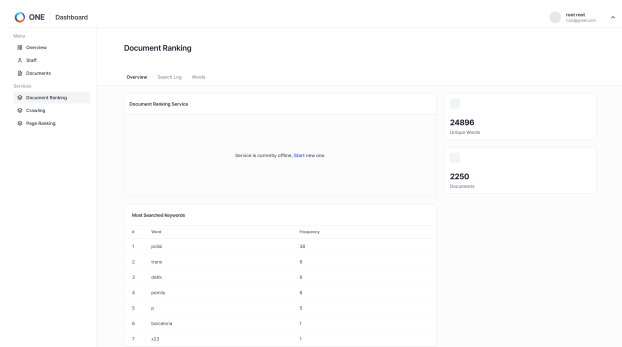 ONE Dashboard
root root
root@gmail.com
Menu
Overview
Staff
Documents
Services
Document Ranking
Crawling
Page Ranking
Document Ranking
Overview Search Log Words
Document Ranking Service
Service is currently offline, Start new one.
24896
Unique Words
2250
Documents
Most Searched Keywords
# Word Frequency
1 polisi 38
2 trans 8
3 detik 6
4 pemilu 6
5 p 5
6 barcelona 1
7 x23 1